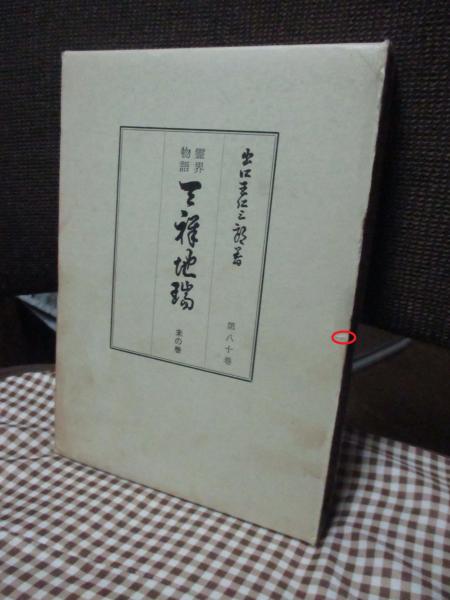 出口王仁三郎著
第八十巻
霊界
物語
天祥地瑞
未の巻